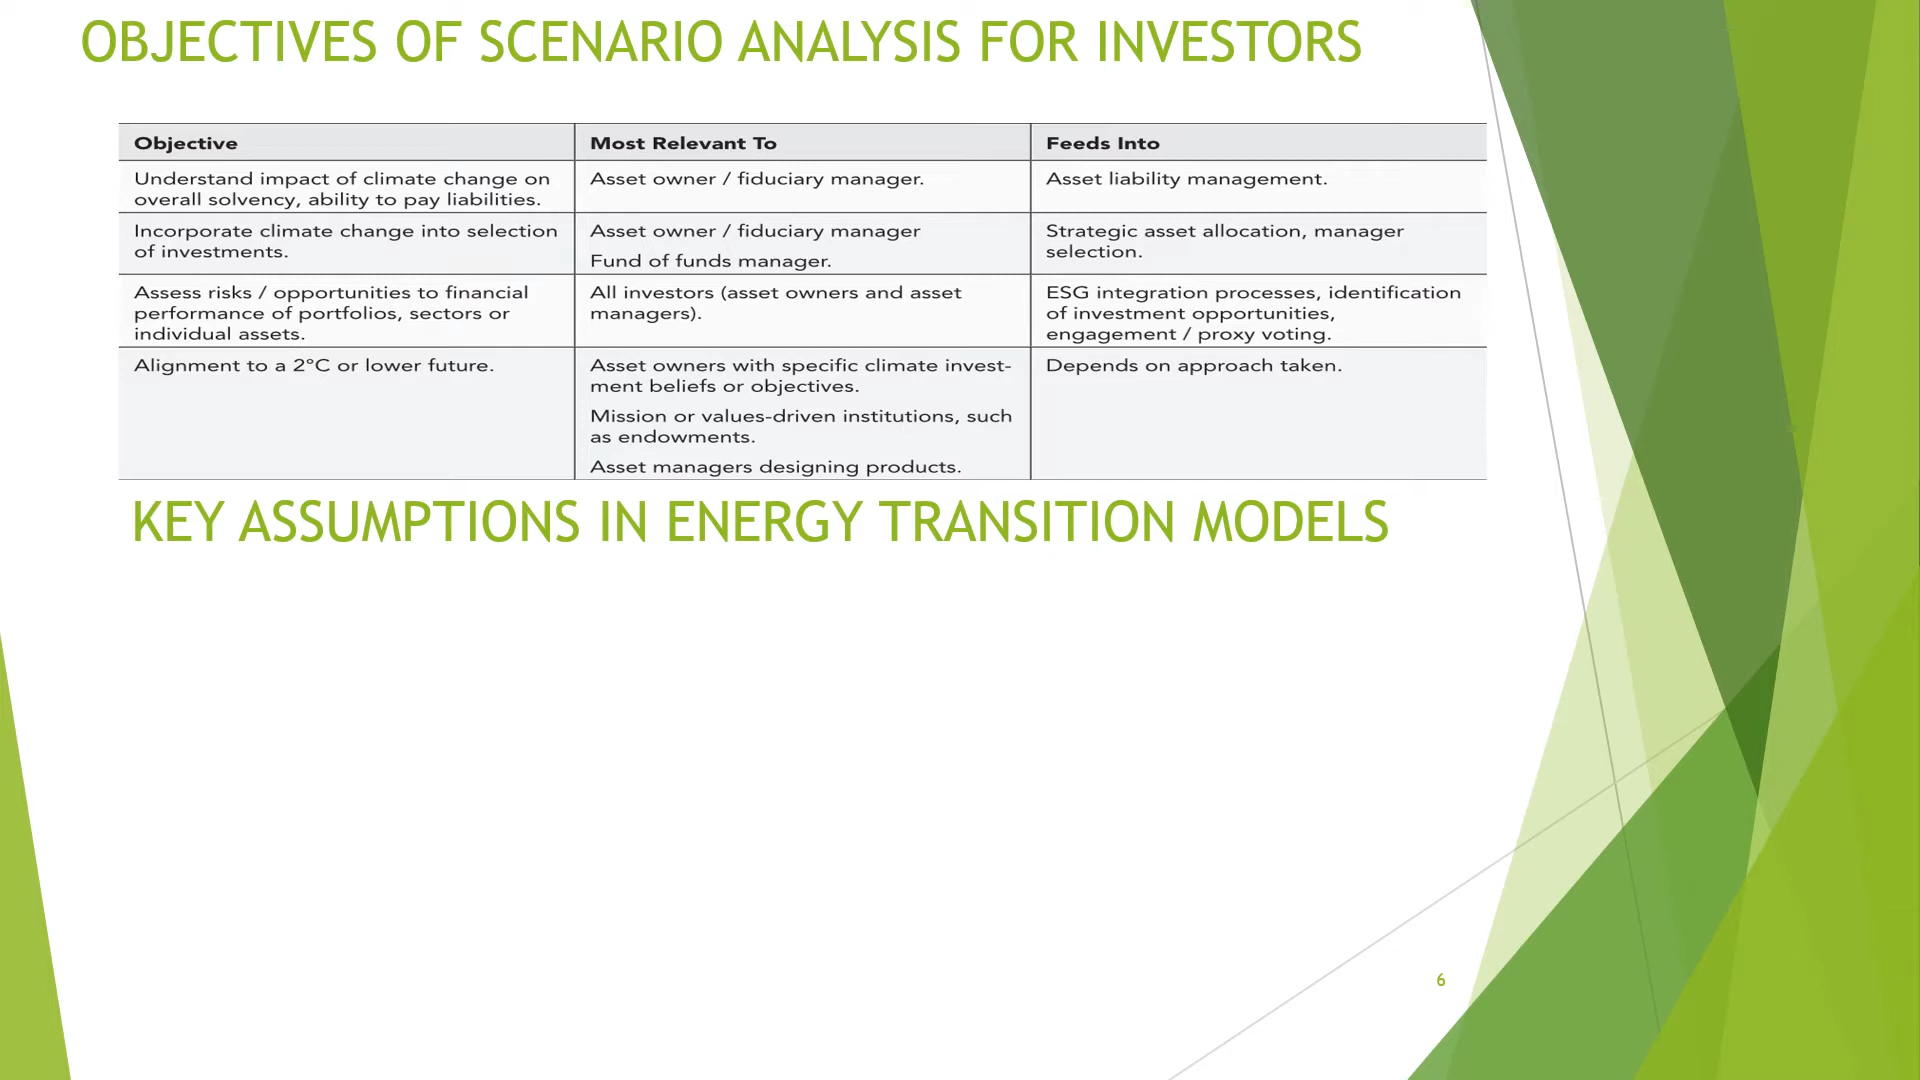 OBJECTIVES OF SCENARIO ANALYSIS FOR INVESTORS
Objective
Most Relevant To
Feeds Into
Understand impact of climate change on
overall solvency, ability to pay liabilities.
Asset owner / fiduciary manager.
Asset liability management.
Incorporate climate change into selection
of investments.
Asset owner / fiduciary manager
Fund of funds manager.
Strategic asset allocation, manager
selection.
Assess risks / opportunities to financial
performance of portfolios, sectors or
individual assets.
All investors (asset owners and asset
managers).
ESG integration processes, identification
of investment opportunities,
engagement / proxy voting.
Alignment to a 2°C or lower future.
Asset owners with specific climate invest-
ment beliefs or objectives.
Mission or values-driven institutions, such
as endowments.
Asset managers designing products.
Depends on approach taken.
KEY ASSUMPTIONS IN ENERGY TRANSITION MODELS
6